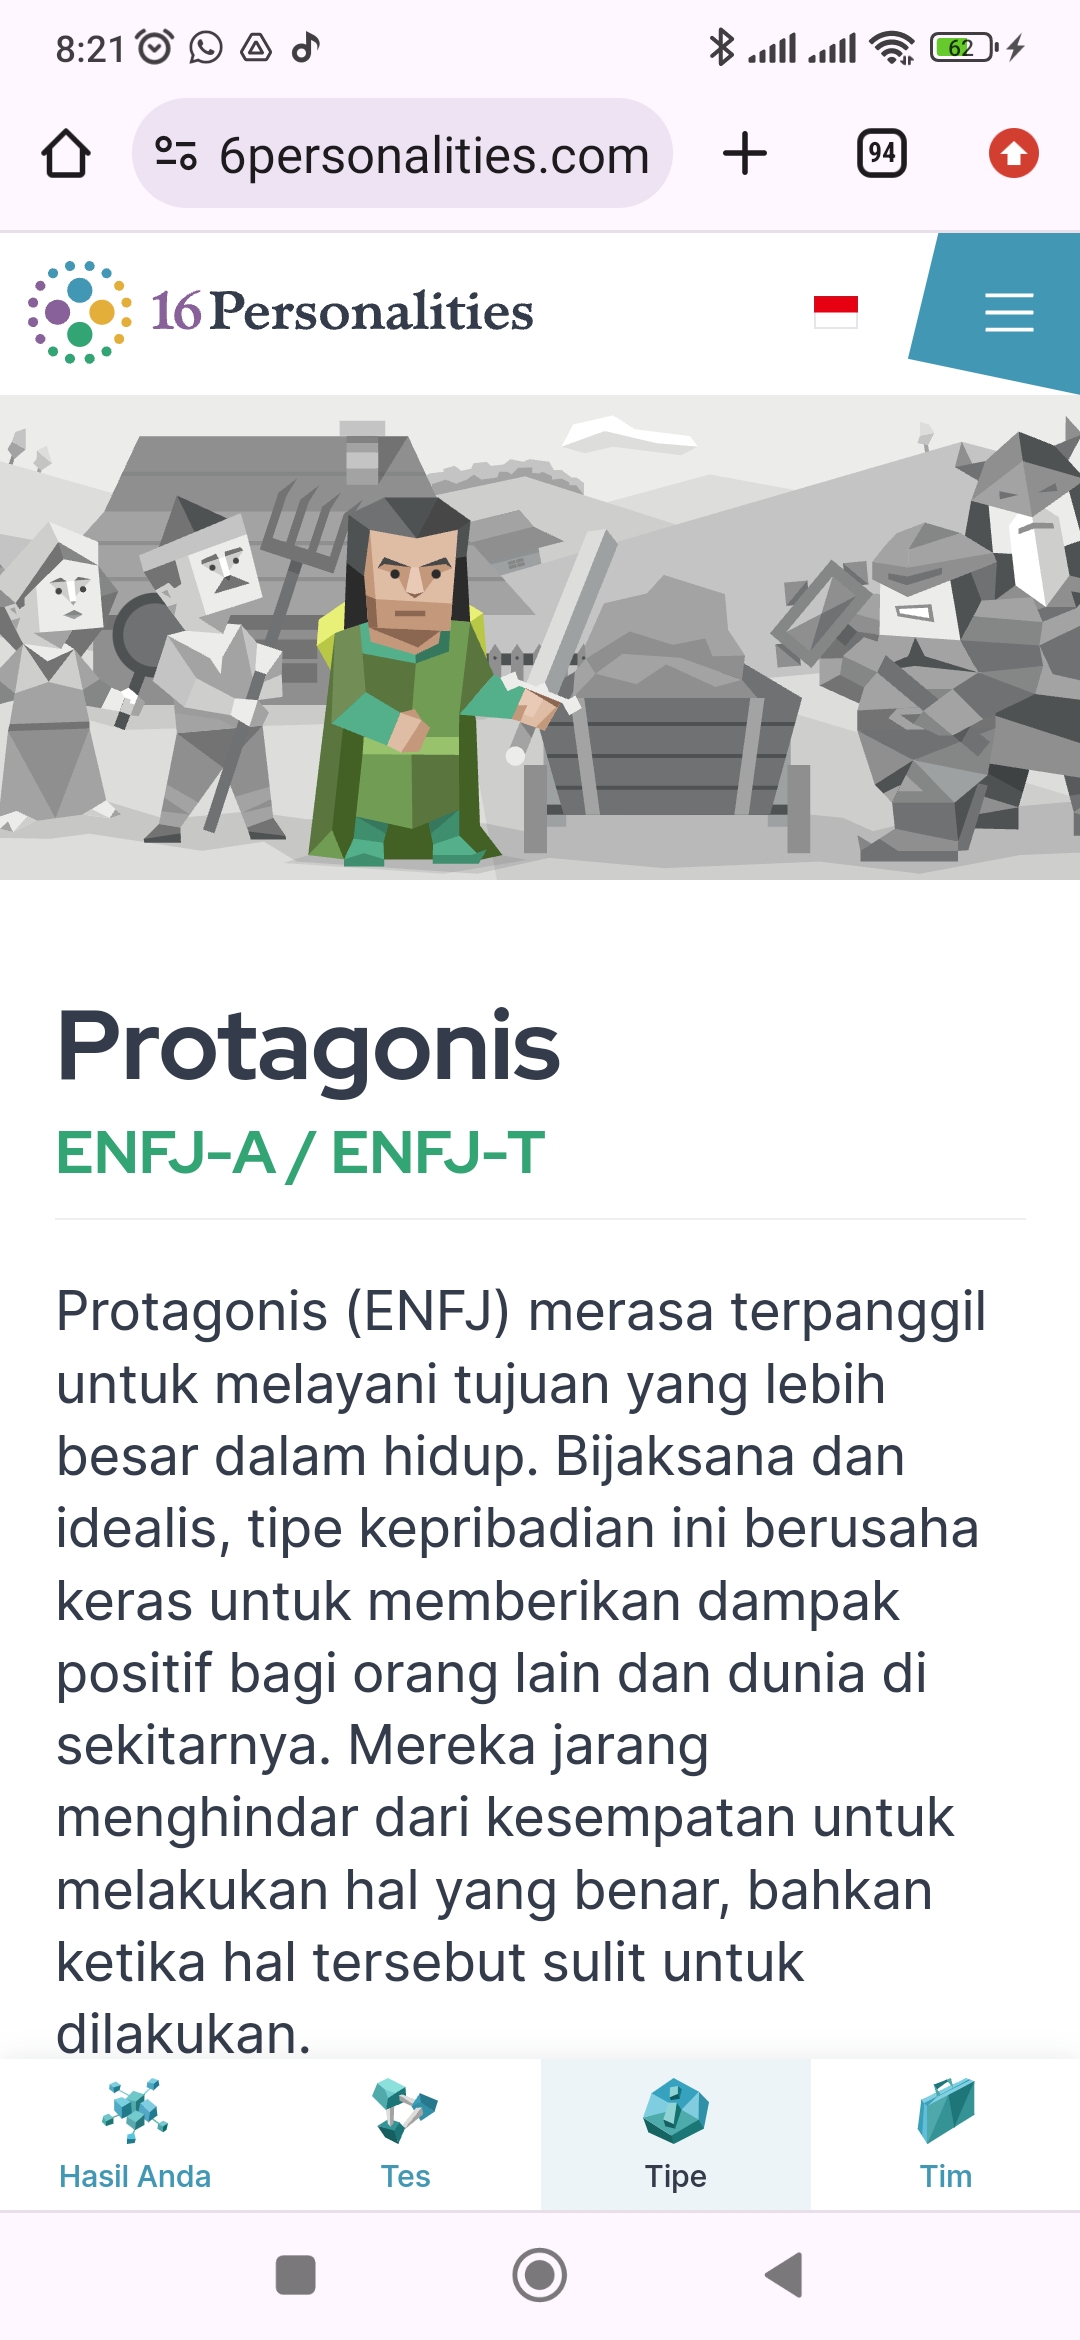 8:21
62
6personalities.com
94
16Personalities
Protagonis
ENFJ-A / ENFJ-T
Protagonis (ENFJ) merasa terpanggil
untuk melayani tujuan yang lebih
besar dalam hidup. Bijaksana dan
idealis, tipe kepribadian ini berusaha
keras untuk memberikan dampak
positif bagi orang lain dan dunia di
sekitarnya. Mereka jarang
menghindar dari kesempatan untuk
melakukan hal yang benar, bahkan
ketika hal tersebut sulit untuk
dilakukan.
Hasil Anda
Tes
Tipe
Tim